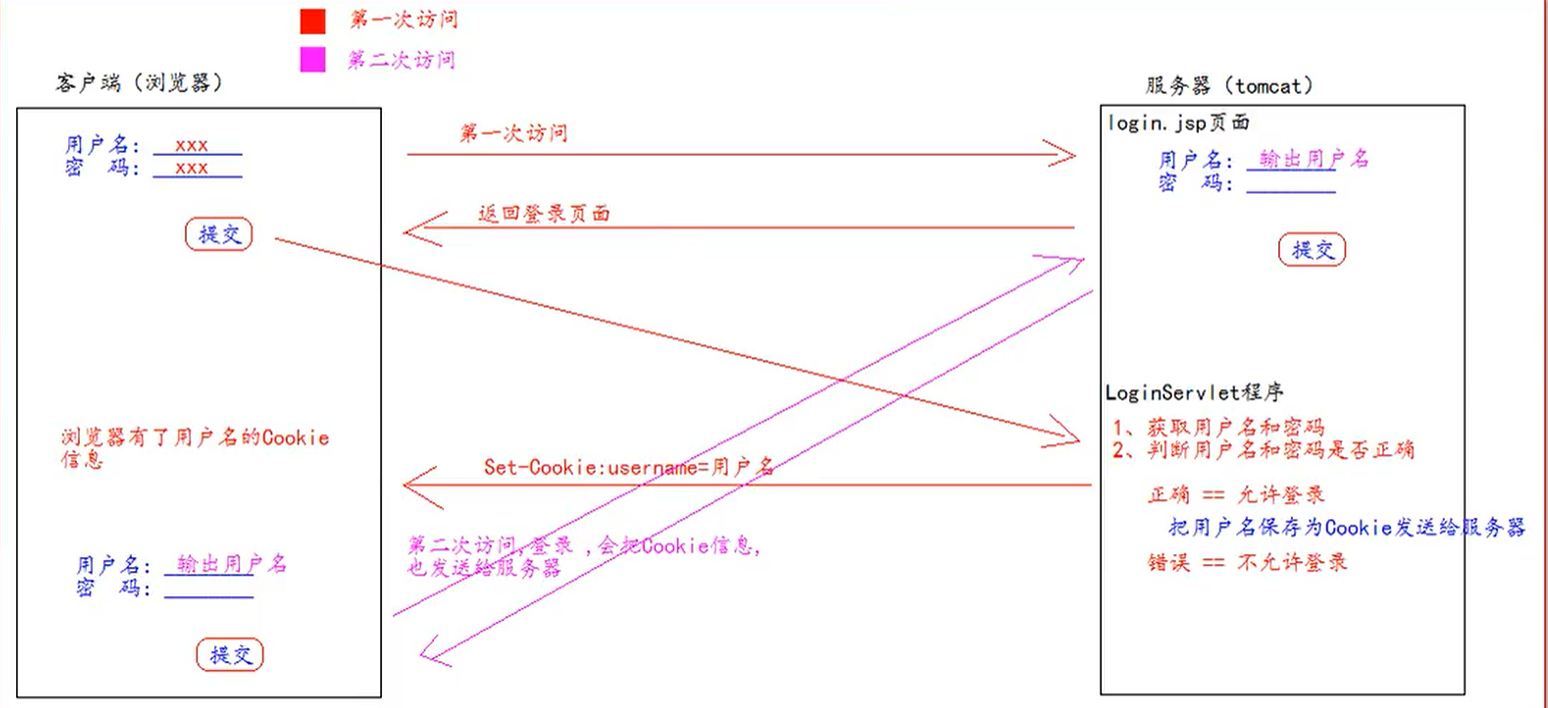 第一次访问
第二次访问
客户端（浏览器）
服务器（tomcat）
用户名: xxx
密 码: xxx
提交
第一次访问
返回登录页面
login.jsp页面
用户名: 输出用户名
密 码:
提交
浏览器有了用户名的Cookie
信息
Set-Cookie:username=用户名
LoginServlet程序
1、获取用户名和密码
2、判断用户名和密码是否正确
正确 == 允许登录
把用户名保存为Cookie发送给服务器
错误 == 不允许登录
第二次访问,登录 ,会把Cookie信息,
也发送给服务器
用户名: 输出用户名
密 码:
提交